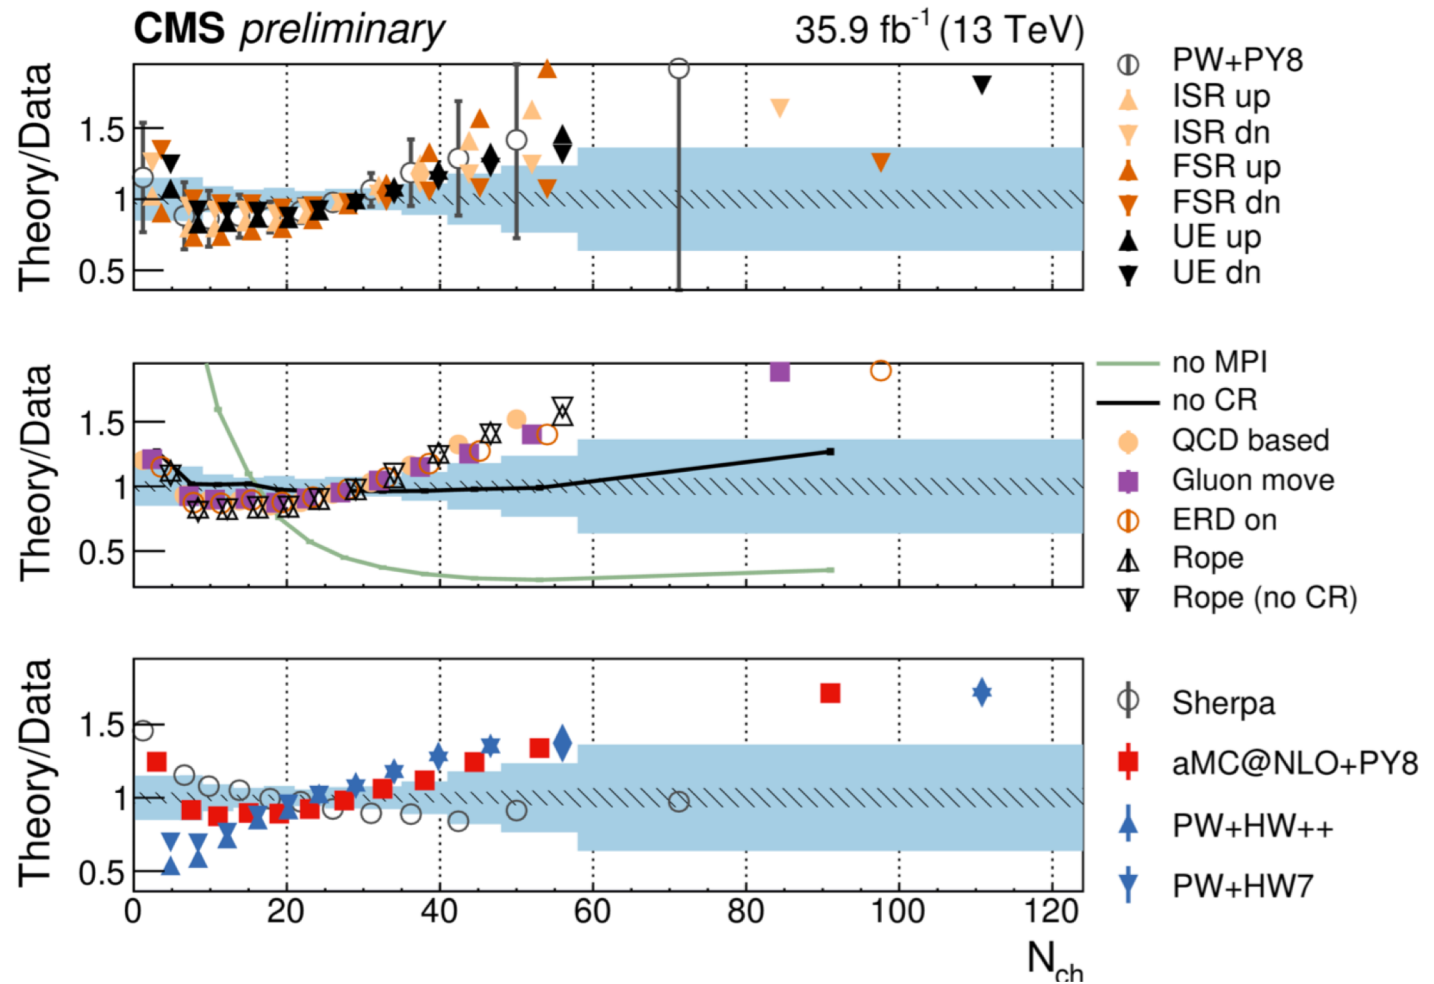 CMS preliminary 35.9 fb⁻¹ (13 TeV)
Theory/Data
1.5
1
0.5
PW+PY8
ISR up
ISR dn
FSR up
FSR dn
UE up
UE dn
Theory/Data
1.5
1
0.5
no MPI
no CR
QCD based
Gluon move
ERD on
Rope
Rope (no CR)
Theory/Data
1.5
1
0.5
Sherpa
aMC@NLO+PY8
PW+HW++
PW+HW7
0 20 40 60 80 100 120
N_ch